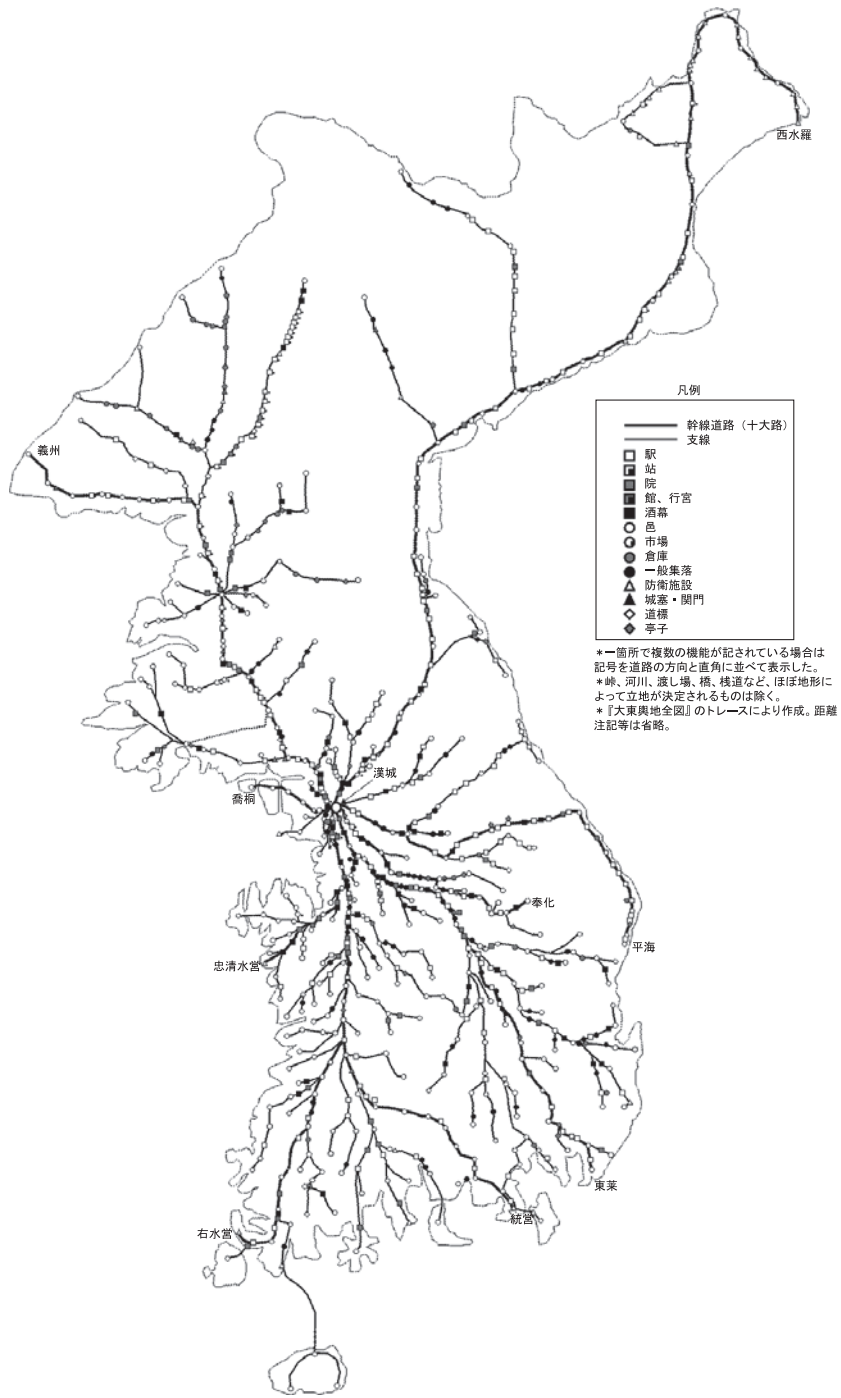 西水羅
義州
凡例
幹線道路（十大路）
支線
駅
站
院
館、行宮
酒幕
邑
市場
倉庫
一般集落
防衛施設
城塞・関門
道標
亭子
＊一箇所で複数の機能が記されている場合は
記号を道路の方向と直角に並べて表示した。
＊峠、河川、渡し場、橋、桟道など、ほぼ地形に
よって立地が決定されるものは除く。
＊『大東輿地全図』のトレースにより作成。距離
注記等は省略。
漢城
喬桐
奉化
平海
忠清水営
東莱
統営
右水営